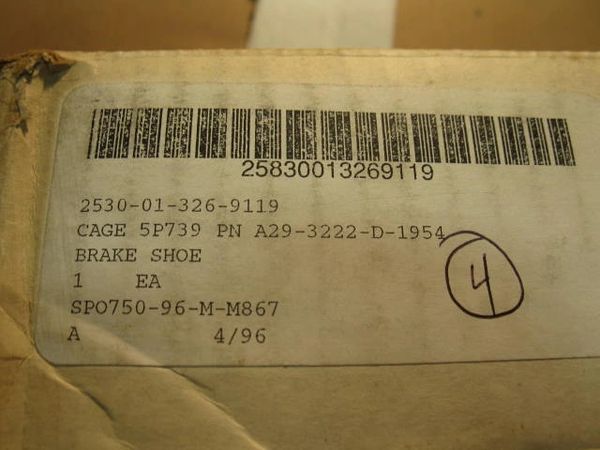 25830013269119
2530-01-326-9119
CAGE 5P739 PN A29-3222-D-1954
BRAKE SHOE
1 EA
SPO750-96-M-M867
A 4/96
4